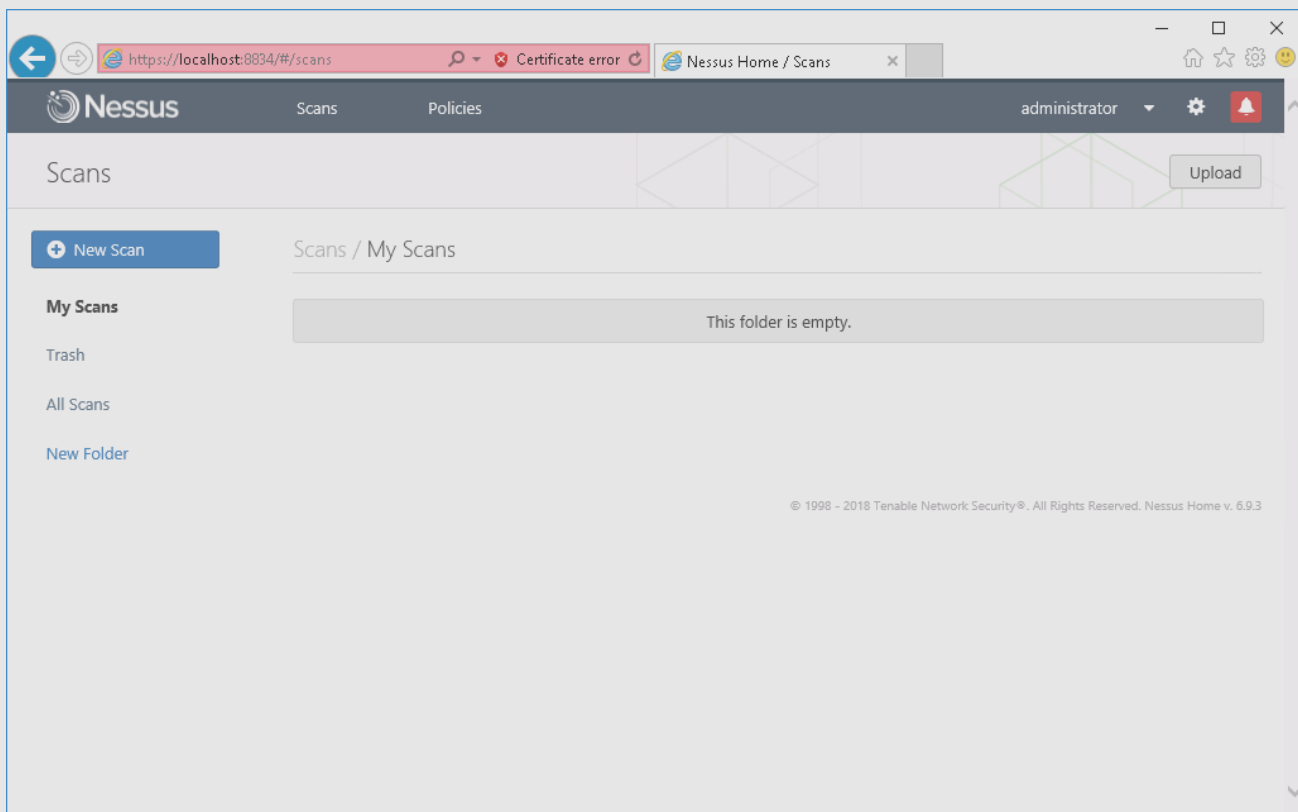 https://localhost:8834/#/scans Certificate error Nessus Home / Scans
Nessus Scans Policies administrator
Scans Upload
New Scan Scans / My Scans
My Scans
This folder is empty.
Trash
All Scans
New Folder
© 1998 - 2018 Tenable Network Security®. All Rights Reserved. Nessus Home v. 6.9.3